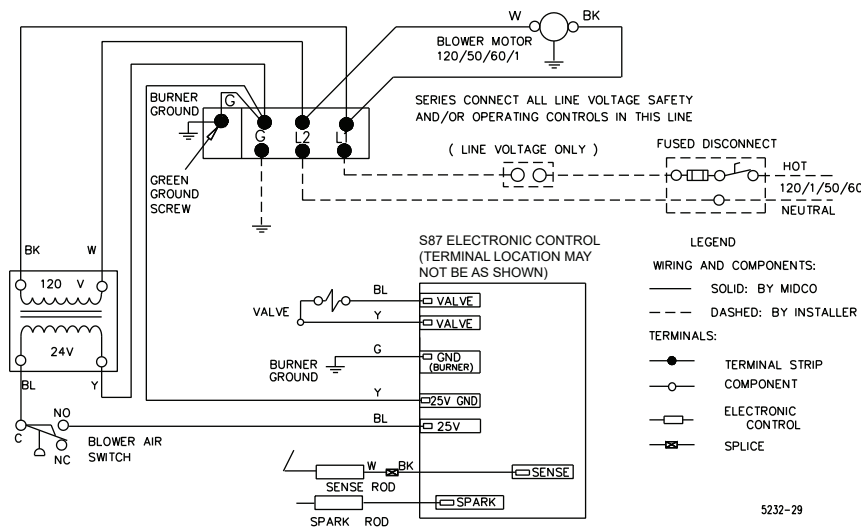 W
BK
BLOWER MOTOR
120/50/60/1
BURNER
GROUND
G
SERIES CONNECT ALL LINE VOLTAGE SAFETY
AND/OR OPERATING CONTROLS IN THIS LINE
G
L2
L1
( LINE VOLTAGE ONLY )
FUSED DISCONNECT
HOT
120/1/50/60
NEUTRAL
GREEN
GROUND
SCREW
BK
W
S87 ELECTRONIC CONTROL
(TERMINAL LOCATION MAY
NOT BE AS SHOWN)
LEGEND
WIRING AND COMPONENTS:
SOLID: BY MIDCO
DASHED: BY INSTALLER
TERMINALS:
TERMINAL STRIP
COMPONENT
ELECTRONIC
CONTROL
SPLICE
120 V
24V
VALVE
BL
VALVE
Y
VALVE
BURNER
GROUND
G
GND
(BURNER)
BL
Y
Y
25V GND
BL
25V
C
NO
NC
BLOWER AIR
SWITCH
W
BK
SENSE
SENSE ROD
SPARK
SPARK ROD
5232-29